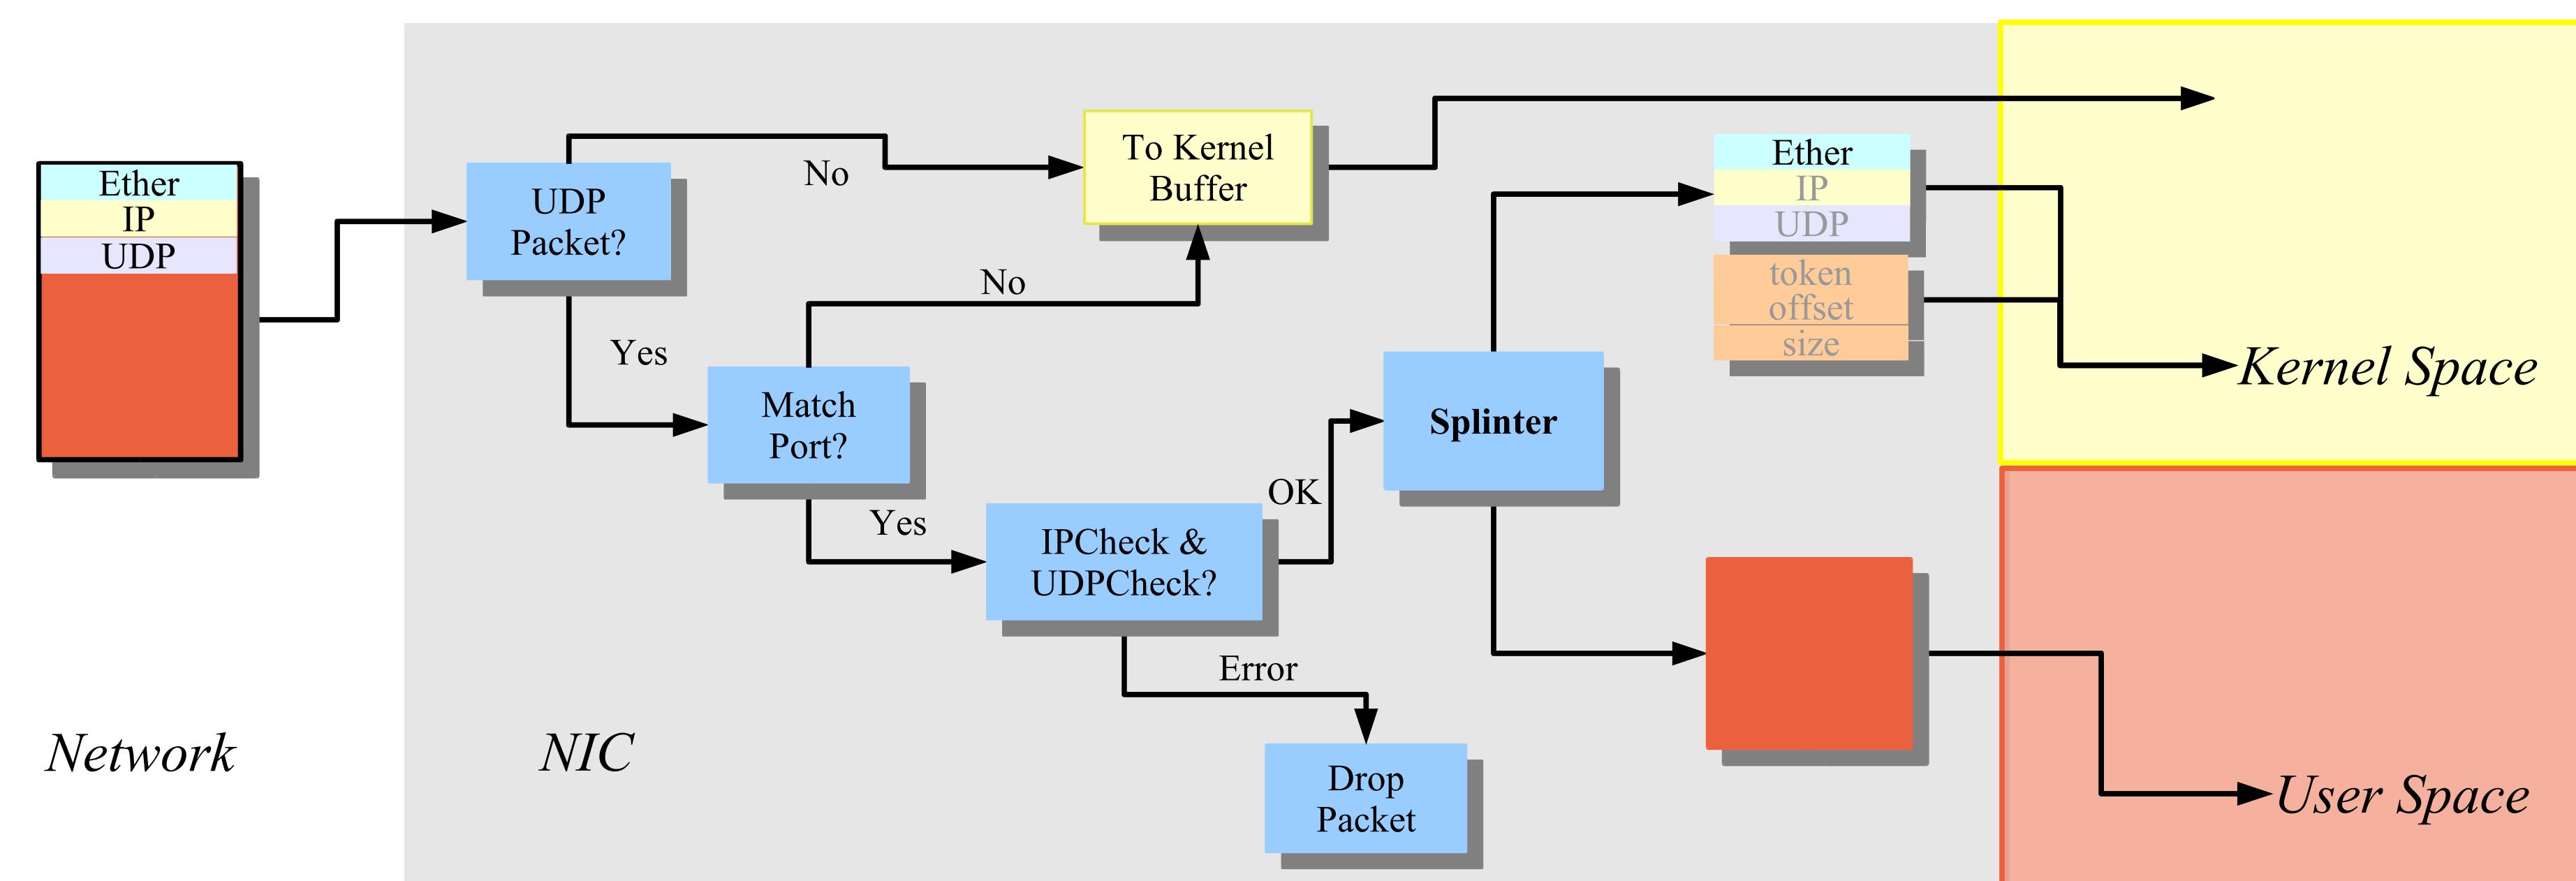 Ether
IP
UDP
UDP
Packet?
No
Yes
To Kernel
Buffer
No
Match
Port?
Yes
IPCheck &
UDPCheck?
OK
Error
Drop
Packet
Splinter
Ether
IP
UDP
token
offset
size
Kernel Space
User Space
Network
NIC